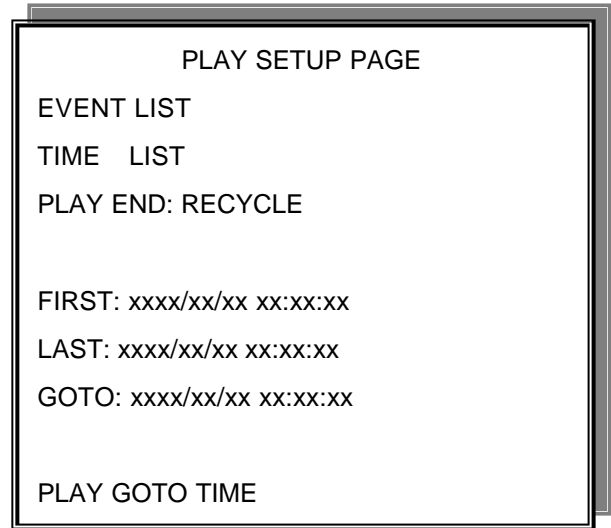 PLAY SETUP PAGE
EVENT LIST
TIME LIST
PLAY END: RECYCLE
FIRST: xxxx/xx/xx xx:xx:xx
LAST: xxxx/xx/xx xx:xx:xx
GOTO: xxxx/xx/xx xx:xx:xx
PLAY GOTO TIME